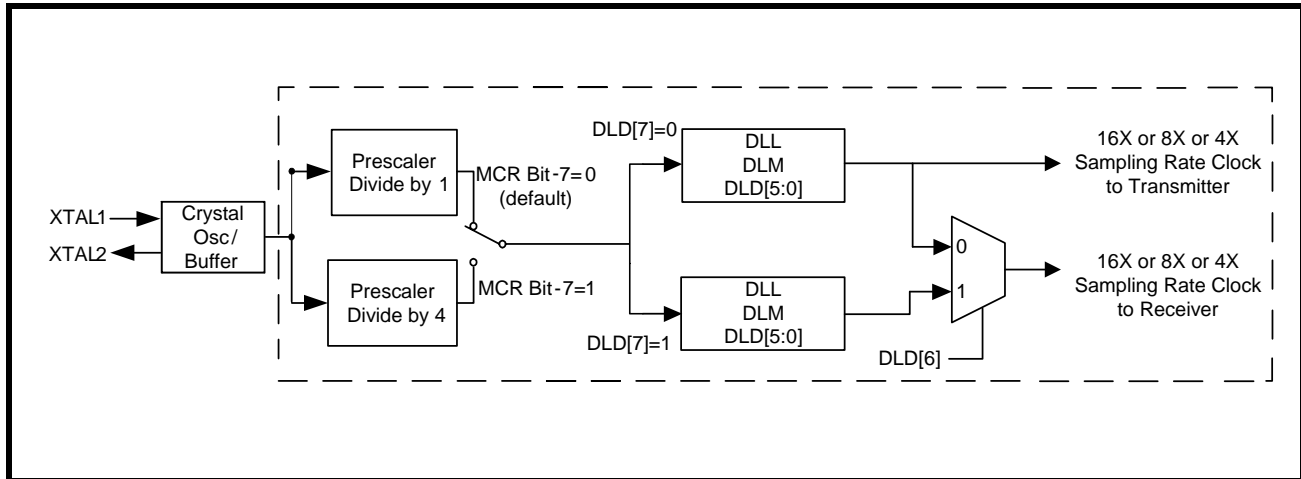 XTAL1
XTAL2
Crystal
Osc/
Buffer
Prescaler
Divide by 1
Prescaler
Divide by 4
MCR Bit-7=0
(default)
MCR Bit-7=1
DLD[7]=0
DLL
DLM
DLD[5:0]
DLD[7]=1
DLL
DLM
DLD[5:0]
0
1
DLD[6]
16X or 8X or 4X
Sampling Rate Clock
to Transmitter
16X or 8X or 4X
Sampling Rate Clock
to Receiver